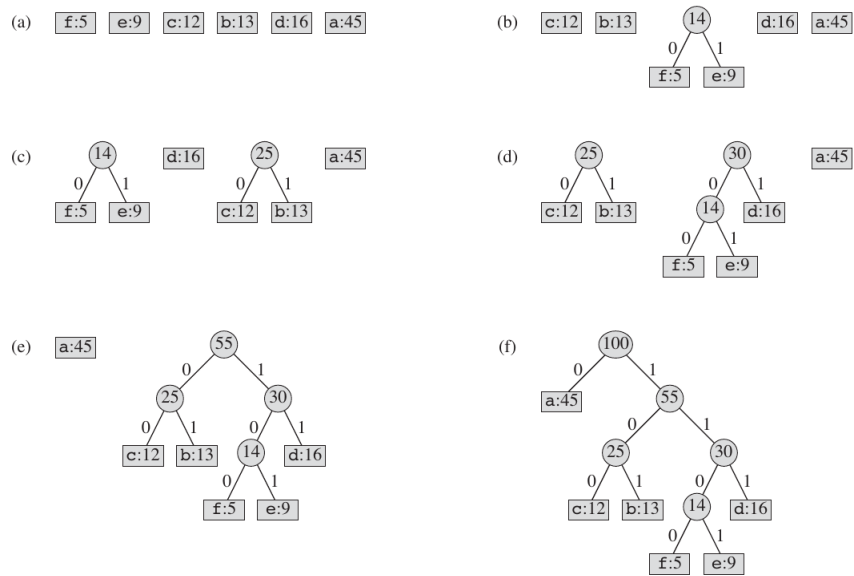 (a) f:5 e:9 c:12 b:13 d:16 a:45
(b) c:12 b:13 14 d:16 a:45
0 1
f:5 e:9
(c) 14 d:16 25 a:45
0 1 0 1
f:5 e:9 c:12 b:13
(d) 25 30 a:45
0 1 0 1
c:12 b:13 14 d:16
0 1
f:5 e:9
(e) a:45 55
0 1
25 30
0 1 0 1
c:12 b:13 14 d:16
0 1
f:5 e:9
(f) 100
0 1
a:45 55
0 1
25 30
0 1 0 1
c:12 b:13 14 d:16
0 1
f:5 e:9